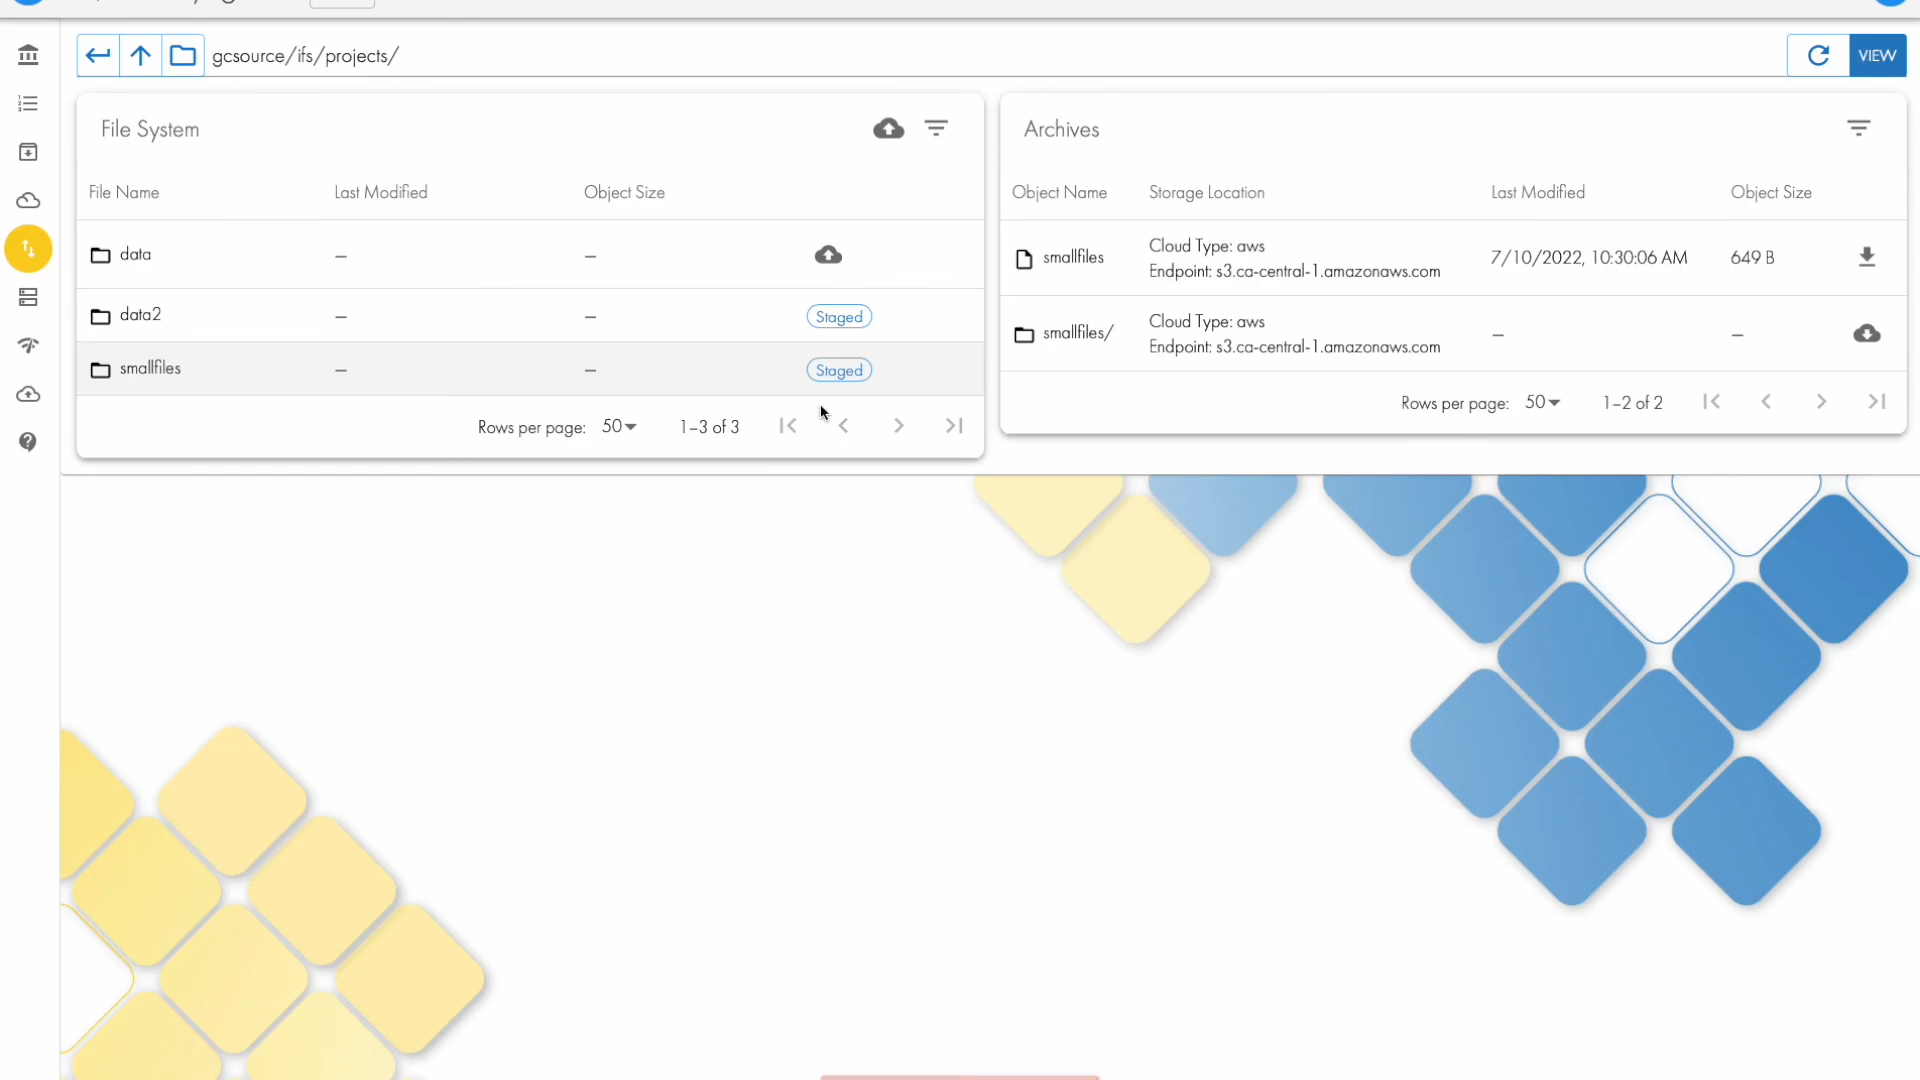 gcsource/ifs/projects/
VIEW
File System
File Name Last Modified Object Size
data – –
data2 – – Staged
smallfiles – – Staged
Rows per page: 50 1–3 of 3
Archives
Object Name Storage Location Last Modified Object Size
smallfiles Cloud Type: aws
Endpoint: s3.ca-central-1.amazonaws.com 7/10/2022, 10:30:06 AM 649 B
smallfiles/ Cloud Type: aws
Endpoint: s3.ca-central-1.amazonaws.com – –
Rows per page: 50 1–2 of 2